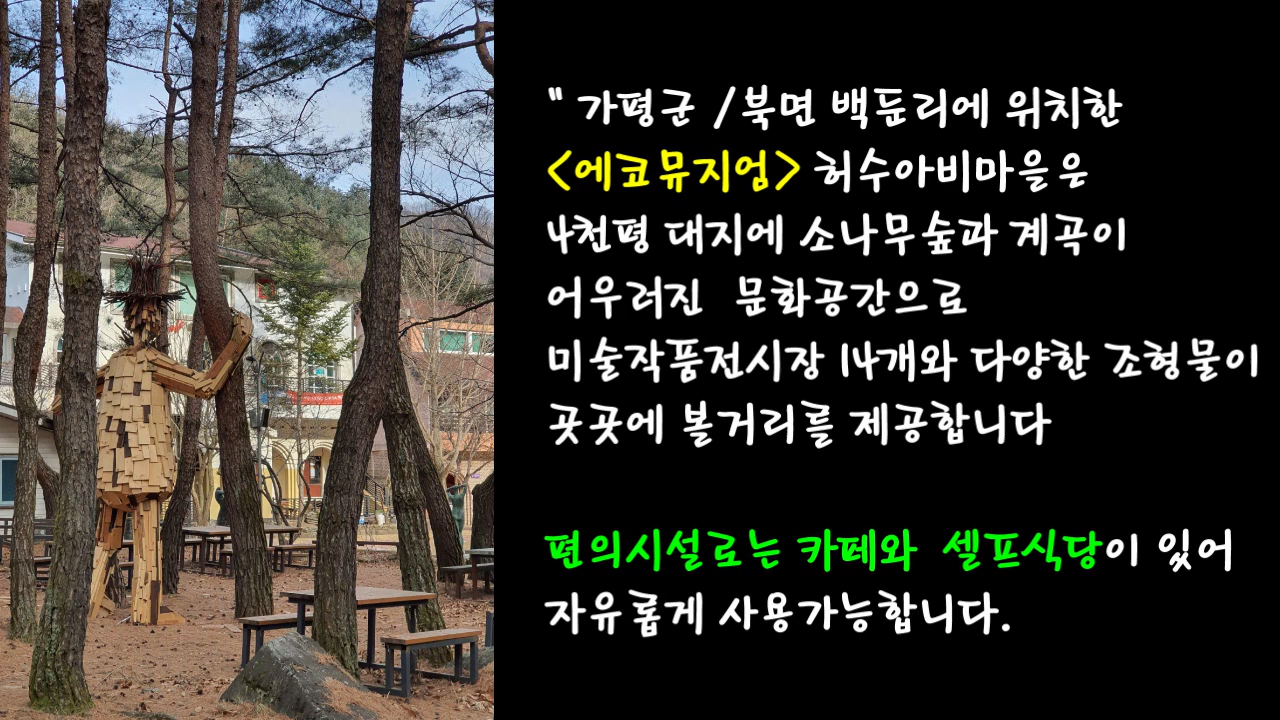 " 가평군 /북면 백둔리에 위치한
<에코뮤지엄> 허수아비마을은
4천평 대지에 소나무숲과 계곡이
어우러진 문화공간으로
미술작품전시장 14개와 다양한 조형물이
곳곳에 볼거리를 제공합니다
편의시설로는 카페와 셀프식당이 있어
자유롭게 사용가능합니다.